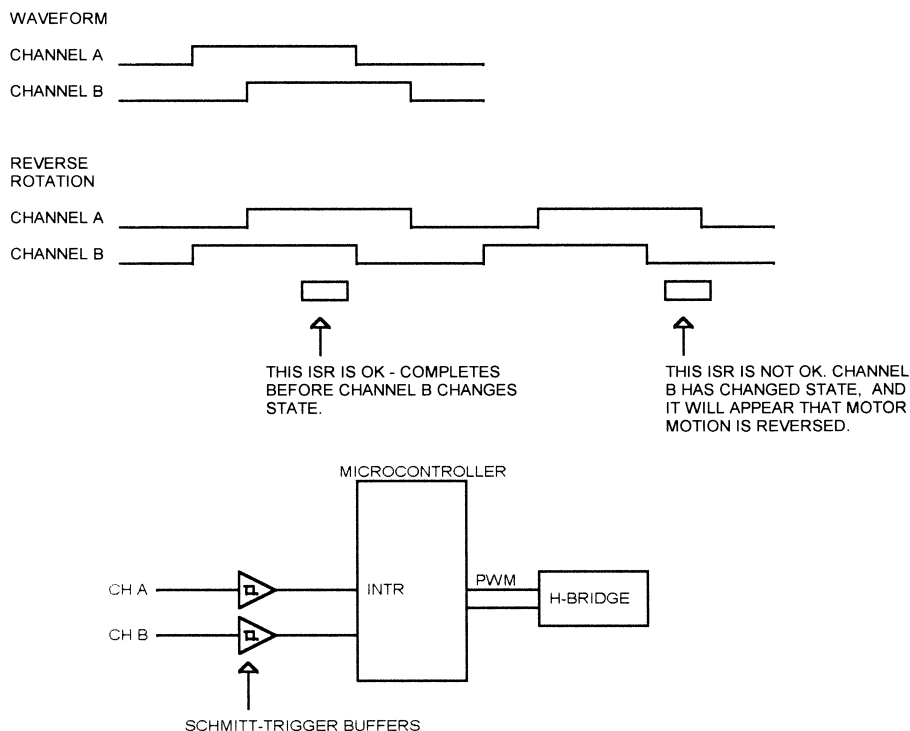 WAVEFORM
CHANNEL A
CHANNEL B
REVERSE
ROTATION
CHANNEL A
CHANNEL B
THIS ISR IS OK - COMPLETES
BEFORE CHANNEL B CHANGES
STATE.
THIS ISR IS NOT OK. CHANNEL
B HAS CHANGED STATE, AND
IT WILL APPEAR THAT MOTOR
MOTION IS REVERSED.
MICROCONTROLLER
CH A
INTR
PWM
H-BRIDGE
CH B
SCHMITT-TRIGGER BUFFERS